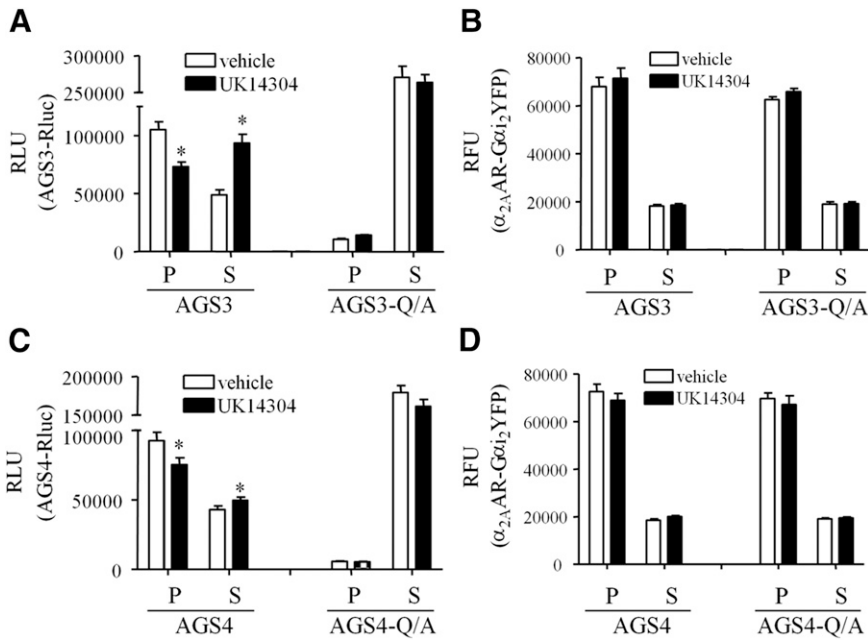 A
300000
250000
100000
50000
0
RLU
(AGS3-Rluc)
vehicle
UK14304
*
*
P S P S
AGS3 AGS3-Q/A
B
80000
60000
40000
20000
0
RFU
(α2AAR-Gαi2YFP)
vehicle
UK14304
P S P S
AGS3 AGS3-Q/A
C
200000
150000
100000
50000
0
RLU
(AGS4-Rluc)
vehicle
UK14304
*
*
P S P S
AGS4 AGS4-Q/A
D
80000
60000
40000
20000
0
RFU
(α2AAR-Gαi2YFP)
vehicle
UK14304
P S P S
AGS4 AGS4-Q/A